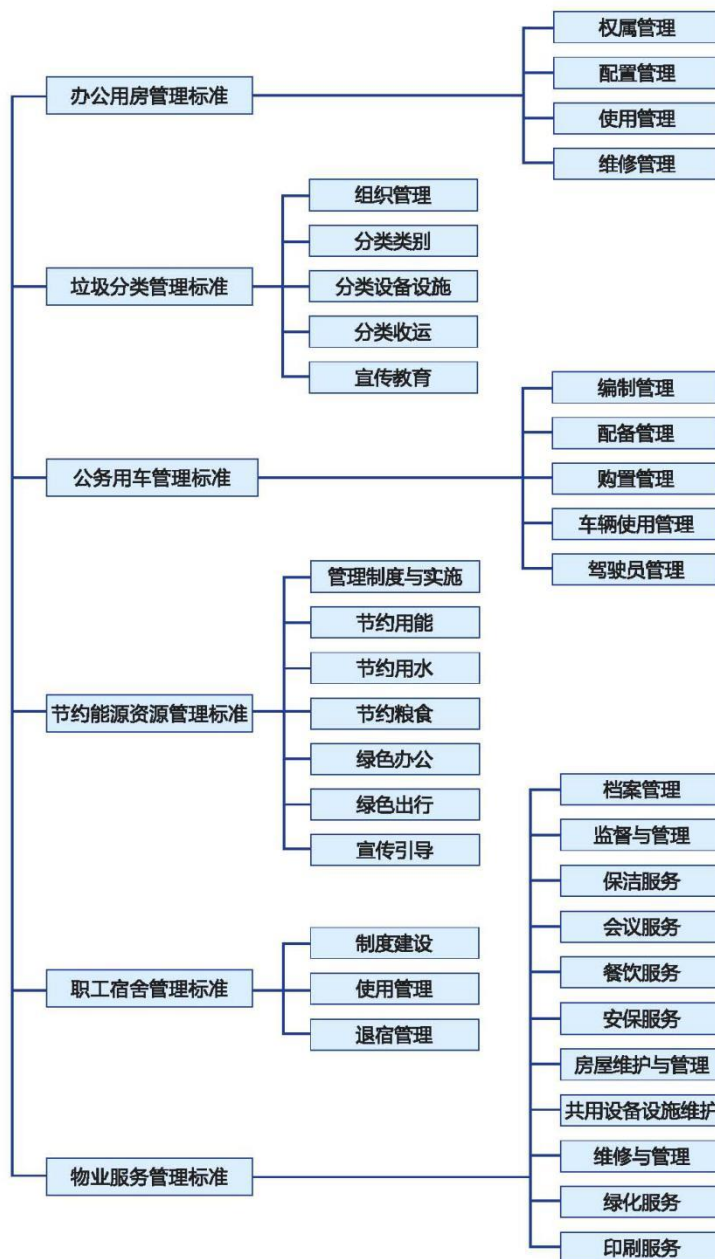 办公用房管理标准
权属管理
配置管理
使用管理
维修管理
垃圾分类管理标准
组织管理
分类类别
分类设备设施
分类收运
宣传教育
公务用车管理标准
编制管理
配备管理
购置管理
车辆使用管理
驾驶员管理
节约能源资源管理标准
管理制度与实施
节约用能
节约用水
节约粮食
绿色办公
绿色出行
宣传引导
职工宿舍管理标准
制度建设
使用管理
退宿管理
物业服务管理标准
档案管理
监督与管理
保洁服务
会议服务
餐饮服务
安保服务
房屋维护与管理
共用设备设施维护
维修与管理
绿化服务
印刷服务